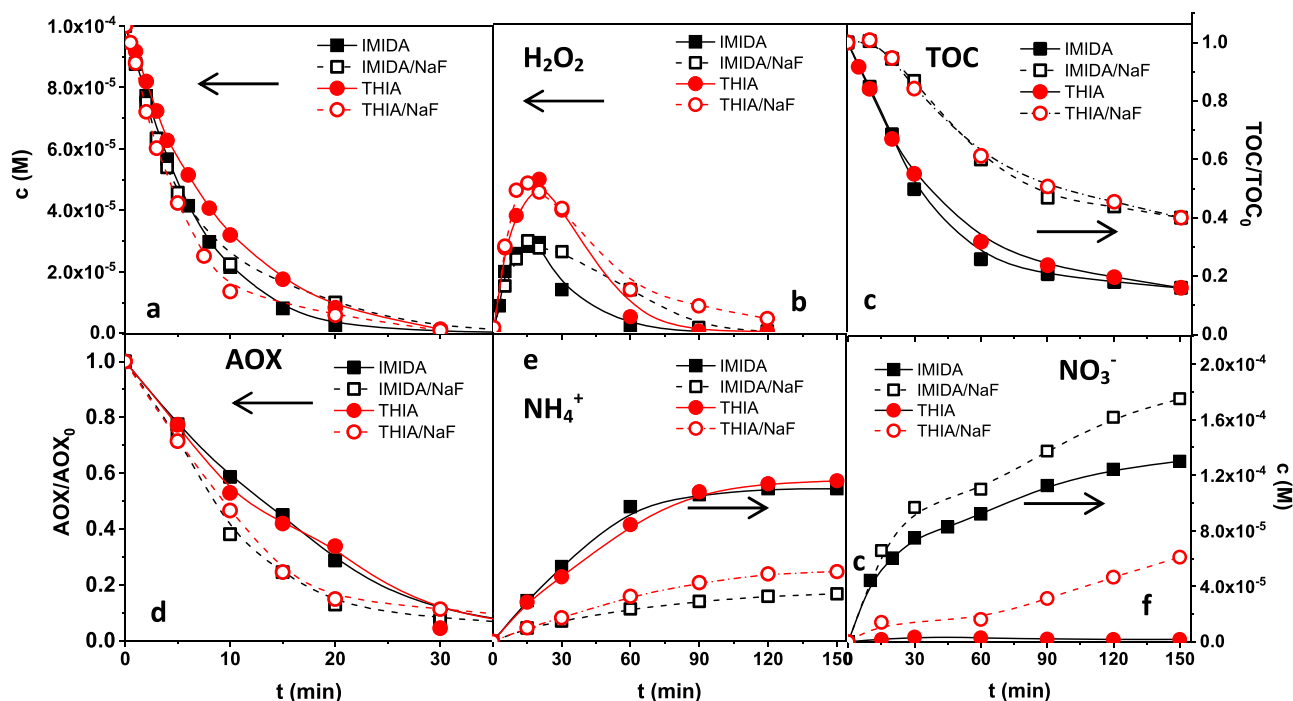 a
1.0x10⁻⁴
8.0x10⁻⁵
6.0x10⁻⁵
4.0x10⁻⁵
2.0x10⁻⁵
0.0
c (M)
IMIDA
IMIDA/NaF
THIA
THIA/NaF
H₂O₂
IMIDA
IMIDA/NaF
THIA
THIA/NaF
b
TOC
IMIDA
IMIDA/NaF
THIA
THIA/NaF
c
1.0
0.8
0.6
0.4
0.2
0.0
TOC/TOC₀
AOX
IMIDA
IMIDA/NaF
THIA
THIA/NaF
d
1.0
0.8
0.6
0.4
0.2
0.0
AOX/AOX₀
0 10 20 30
t (min)
e
NH₄⁺
IMIDA
IMIDA/NaF
THIA
THIA/NaF
0 30 60 90 120 150
t (min)
NO₃⁻
IMIDA
IMIDA/NaF
THIA
THIA/NaF
c
f
2.0x10⁻⁴
1.6x10⁻⁴
1.2x10⁻⁴
8.0x10⁻⁵
4.0x10⁻⁵
0.0
c (M)
0 30 60 90 120 150
t (min)